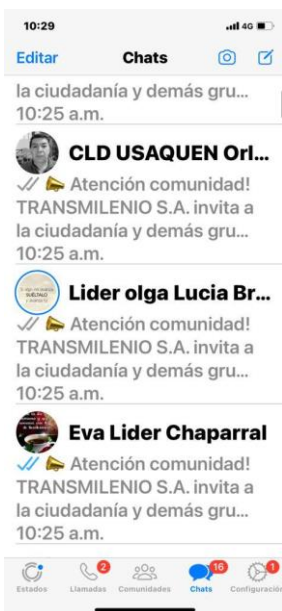 10:29
4G
Editar
Chats
la ciudadanía y demás gru...
10:25 a.m.
CLD USAQUEN Orl...
Atención comunidad!
TRANSMILENIO S.A. invita a
la ciudadanía y demás gru...
10:25 a.m.
SUÉLTALO
Lider olga Lucia Br...
Atención comunidad!
TRANSMILENIO S.A. invita a
la ciudadanía y demás gru...
10:25 a.m.
Eva Lider Chaparral
Atención comunidad!
TRANSMILENIO S.A. invita a
la ciudadanía y demás gru...
10:25 a.m.
2
16
1
Estados
Llamadas
Comunidades
Chats
Configuración